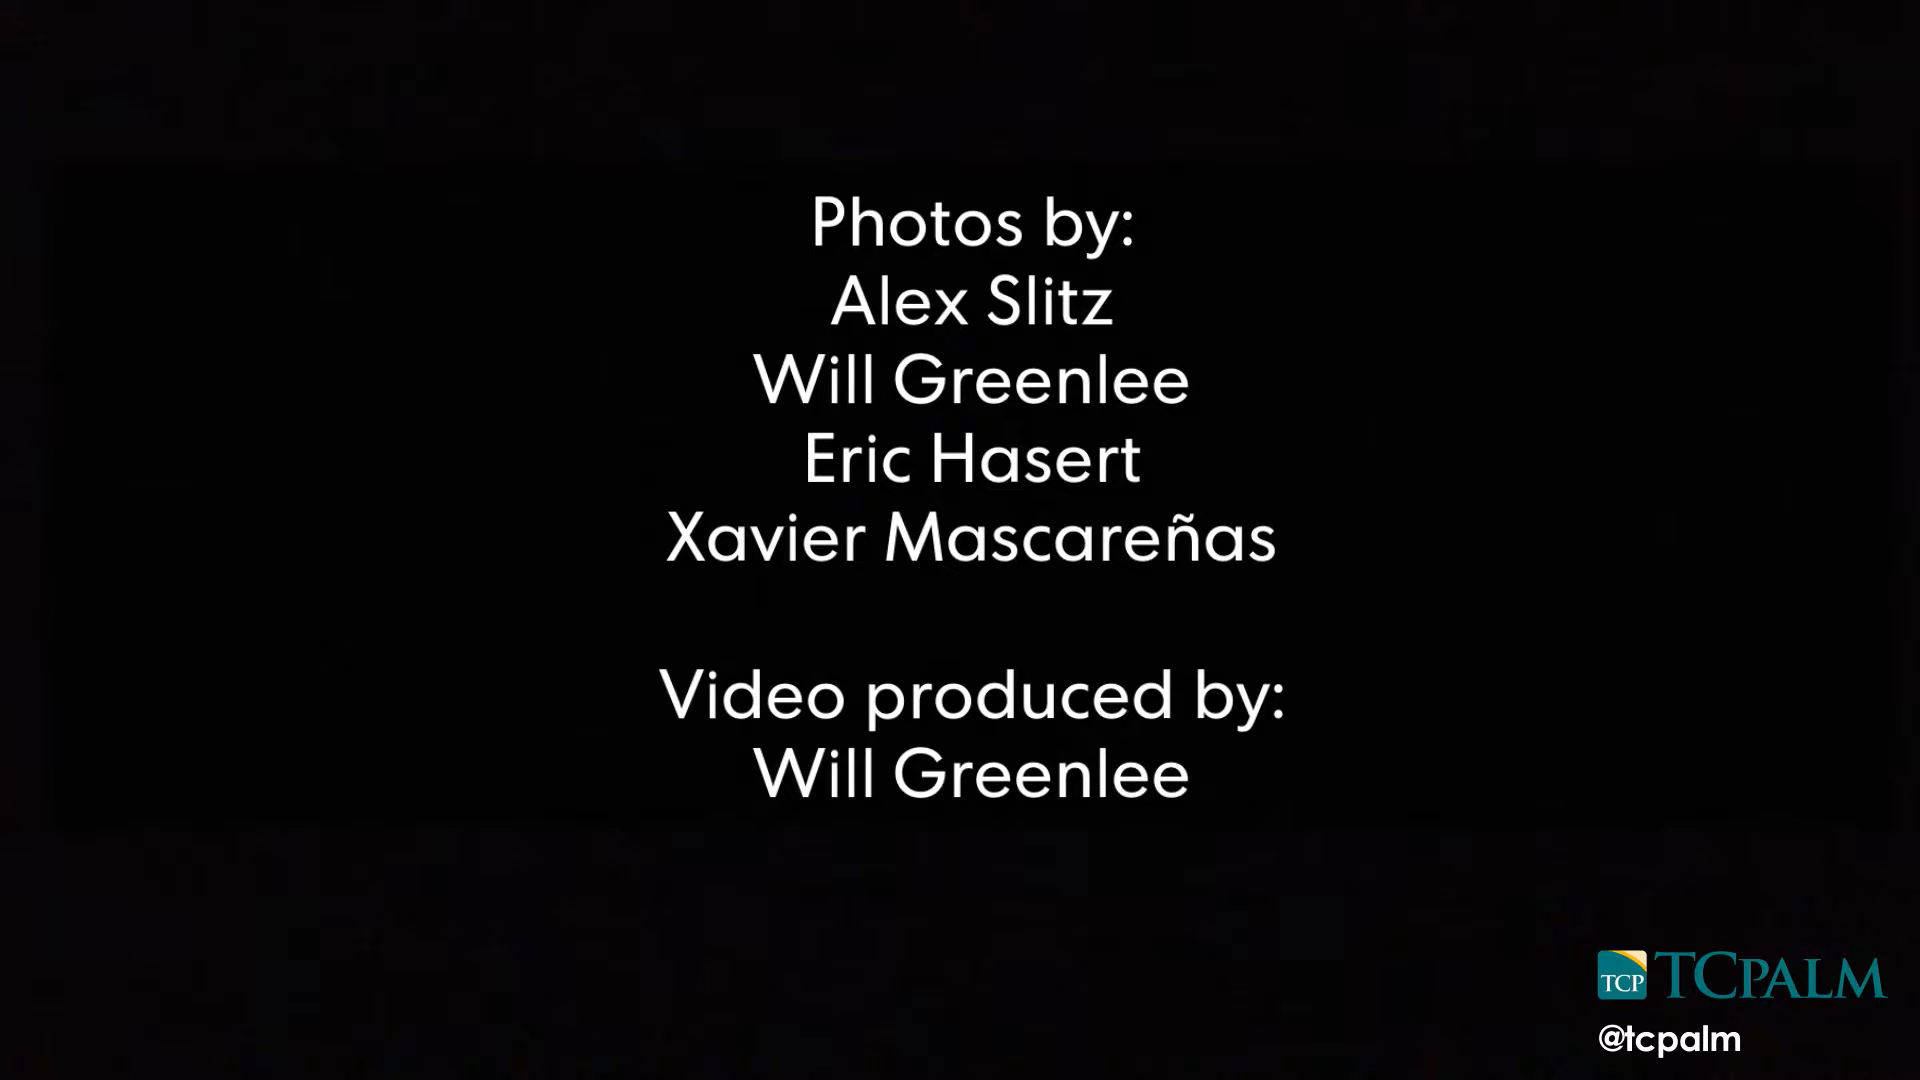 Photos by:
Alex Slitz
Will Greenlee
Eric Hasert
Xavier Mascareñas
Video produced by:
Will Greenlee
TCP TCPALM
@tcpalm